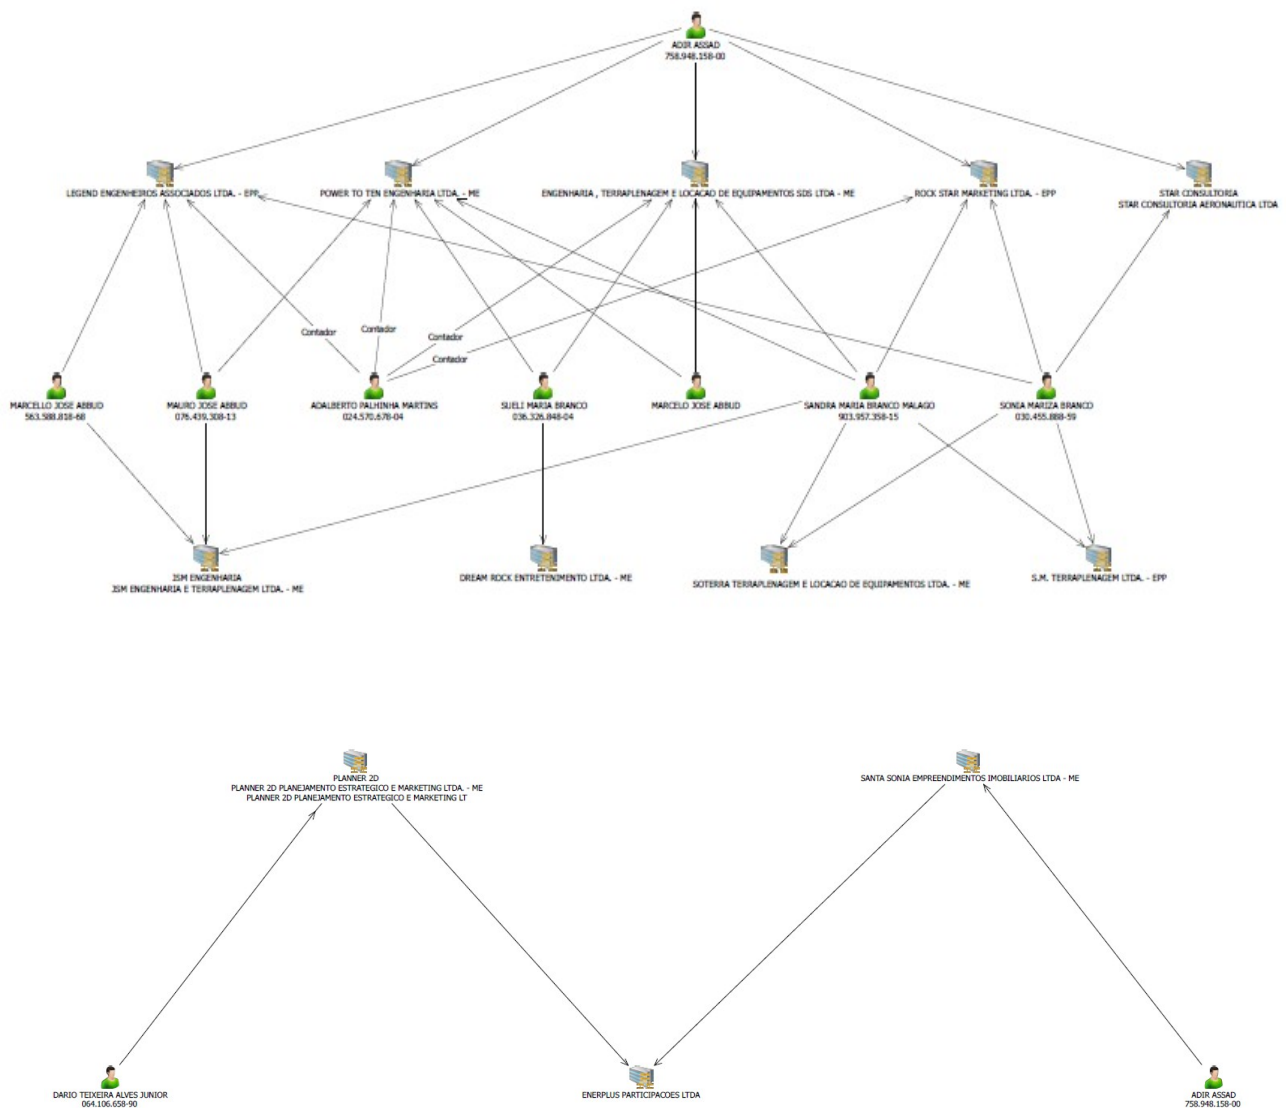 ADIR ASSAD
758.948.158-00
LEGEND ENGENHEIROS ASSOCIADOS LTDA. - EPP
POWER TO TEN ENGENHARIA LTDA. - ME
ENGENHARIA , TERRAPLENAGEM E LOCACAO DE EQUIPAMENTOS SDS LTDA - ME
ROCK STAR MARKETING LTDA. - EPP
STAR CONSULTORIA
STAR CONSULTORIA AERONAUTICA LTDA
Contador
Contador
Contador
Contador
MARCELLO JOSE ABBUD
563.588.818-68
MAURO JOSE ABBUD
076.439.308-13
ADALBERTO PALHINHA MARTINS
024.570.678-04
SUELI MARIA BRANCO
036.326.848-04
MARCELO JOSE ABBUD
SANDRA MARIA BRANCO MALAGO
903.957.358-15
SONIA MARIZA BRANCO
030.455.888-59
JSM ENGENHARIA
JSM ENGENHARIA E TERRAPLENAGEM LTDA. - ME
DREAM ROCK ENTRETENIMENTO LTDA. - ME
SOTERRA TERRAPLENAGEM E LOCACAO DE EQUIPAMENTOS LTDA. - ME
S.M. TERRAPLENAGEM LTDA. - EPP
PLANNER 2D
PLANNER 2D PLANEJAMENTO ESTRATEGICO E MARKETING LTDA. - ME
PLANNER 2D PLANEJAMENTO ESTRATEGICO E MARKETING LT
SANTA SONIA EMPREENDIMENTOS IMOBILIARIOS LTDA - ME
DARIO TEIXEIRA ALVES JUNIOR
064.106.658-90
ENERPLUS PARTICIPACOES LTDA
ADIR ASSAD
758.948.158-00